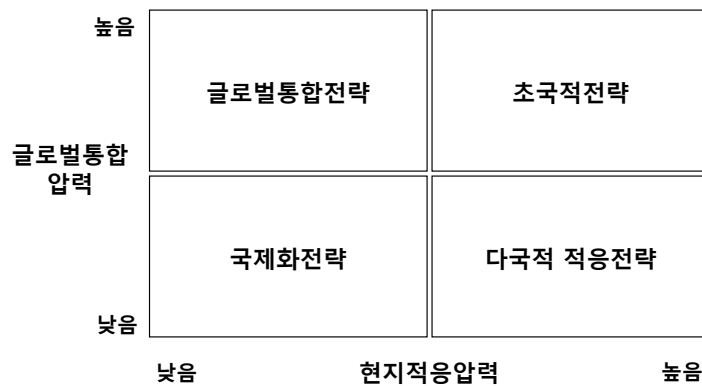 높음
글로벌통합전략
초국적전략
글로벌통합
압력
국제화전략
다국적 적응전략
낮음
낮음
현지적응압력
높음